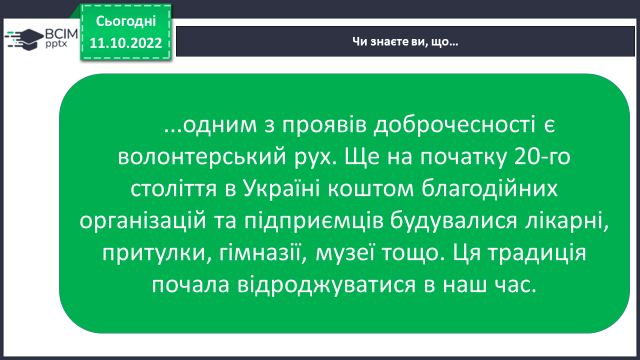 Сьогодні
11.10.2022
BCIM
pptx
Чи знаєте ви, що…
...одним з проявів доброчесності є
волонтерський рух. Ще на початку 20-го
століття в Україні коштом благодійних
організацій та підприємців будувалися лікарні,
притулки, гімназії, музеї тощо. Ця традиція
почала відроджуватися в наш час.